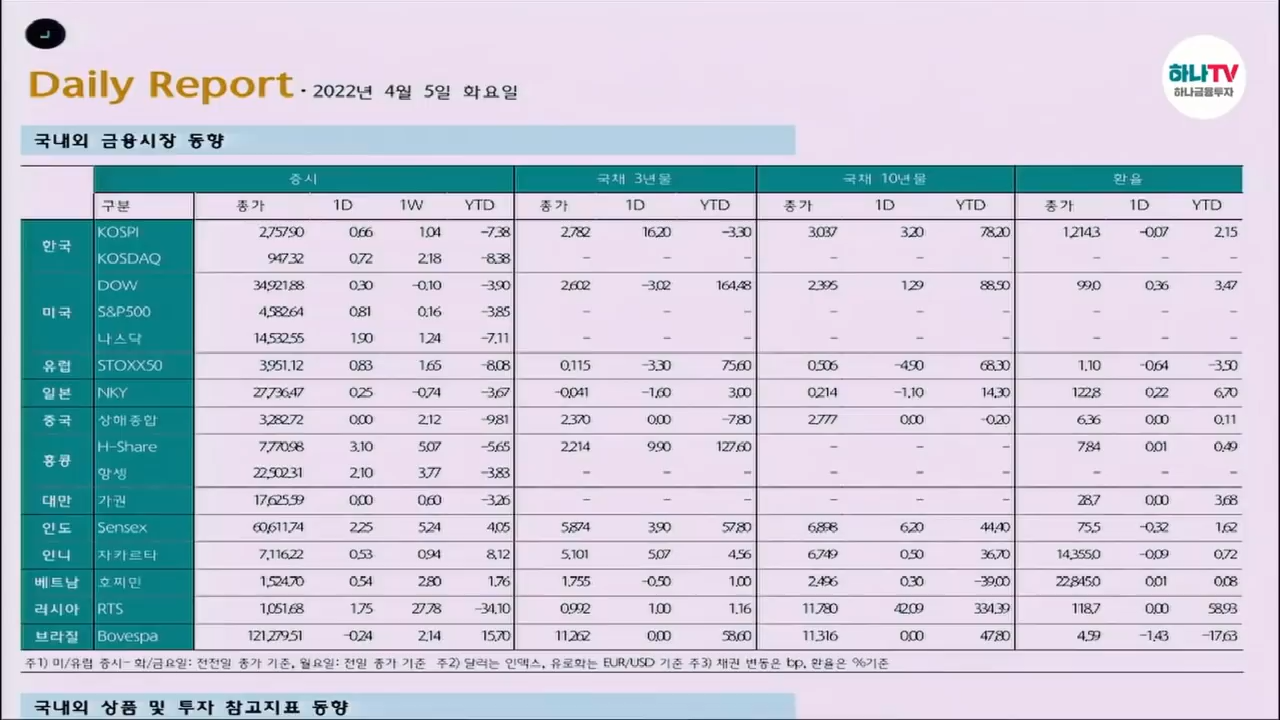 Daily Report · 2022년 4월 5일 화요일
하나TV
하나금융투자
국내외 금융시장 동향
증시 국채 3년물 국채 10년물 환율
구분 종가 1D 1W YTD 종가 1D YTD 종가 1D YTD 종가 1D YTD
한국 KOSPI 2,757.90 0.66 1.04 -7.38 2.782 16.20 -3.30 3.037 3.20 78.20 1,214.3 -0.07 2.15
KOSDAQ 947.32 0.72 2.18 -8.38 - - - - - - - - -
미국 DOW 34,921.88 0.30 -0.10 -3.90 2.602 -3.02 164.48 2.395 1.29 88.50 99.0 0.36 3.47
S&P500 4,582.64 0.81 0.16 -3.85 - - - - - - - - -
나스닥 14,532.55 1.90 1.24 -7.11 - - - - - - - - -
유럽 STOXX50 3,951.12 0.83 1.65 -8.08 0.115 -3.30 75.60 0.506 -4.90 68.30 1.10 -0.64 -3.50
일본 NKY 27,736.47 0.25 -0.74 -3.67 -0.041 -1.60 3.00 0.214 -1.10 14.30 122.8 0.22 6.70
중국 상해종합 3,282.72 0.00 2.12 -9.81 2.370 0.00 -7.80 2.777 0.00 -0.20 6.36 0.00 0.11
홍콩 H-Share 7,770.98 3.10 5.07 -5.65 2.214 9.90 127.60 - - - 7.84 0.01 0.49
항셍 22,502.31 2.10 3.77 -3.83 - - - - - - - - -
대만 가권 17,625.59 0.00 0.60 -3.26 - - - - - - 28.7 0.00 3.68
인도 Sensex 60,611.74 2.25 5.24 4.05 5.874 3.90 57.80 6.898 6.20 44.40 75.5 -0.32 1.62
인니 자카르타 7,116.22 0.53 0.94 8.12 5.101 5.07 4.56 6.749 0.50 36.70 14,355.0 -0.09 0.72
베트남 호찌민 1,524.70 0.54 2.80 1.76 1.755 -0.50 1.00 2.496 0.30 -39.00 22,845.0 0.01 0.08
러시아 RTS 1,051.68 1.75 27.78 -34.10 0.992 1.00 1.16 11.780 42.09 334.39 118.7 0.00 58.93
브라질 Bovespa 121,279.51 -0.24 2.14 15.70 11.262 0.00 58.60 11.316 0.00 47.80 4.59 -1.43 -17.63
주1) 미/유럽 증시- 화/금요일: 전전일 종가 기준, 월요일: 전일 종가 기준 주2) 달러는 인덱스, 유로화는 EUR/USD 기준 주3) 채권 변동은 bp, 환율은 %기준
국내외 상품 및 투자 참고지표 동향